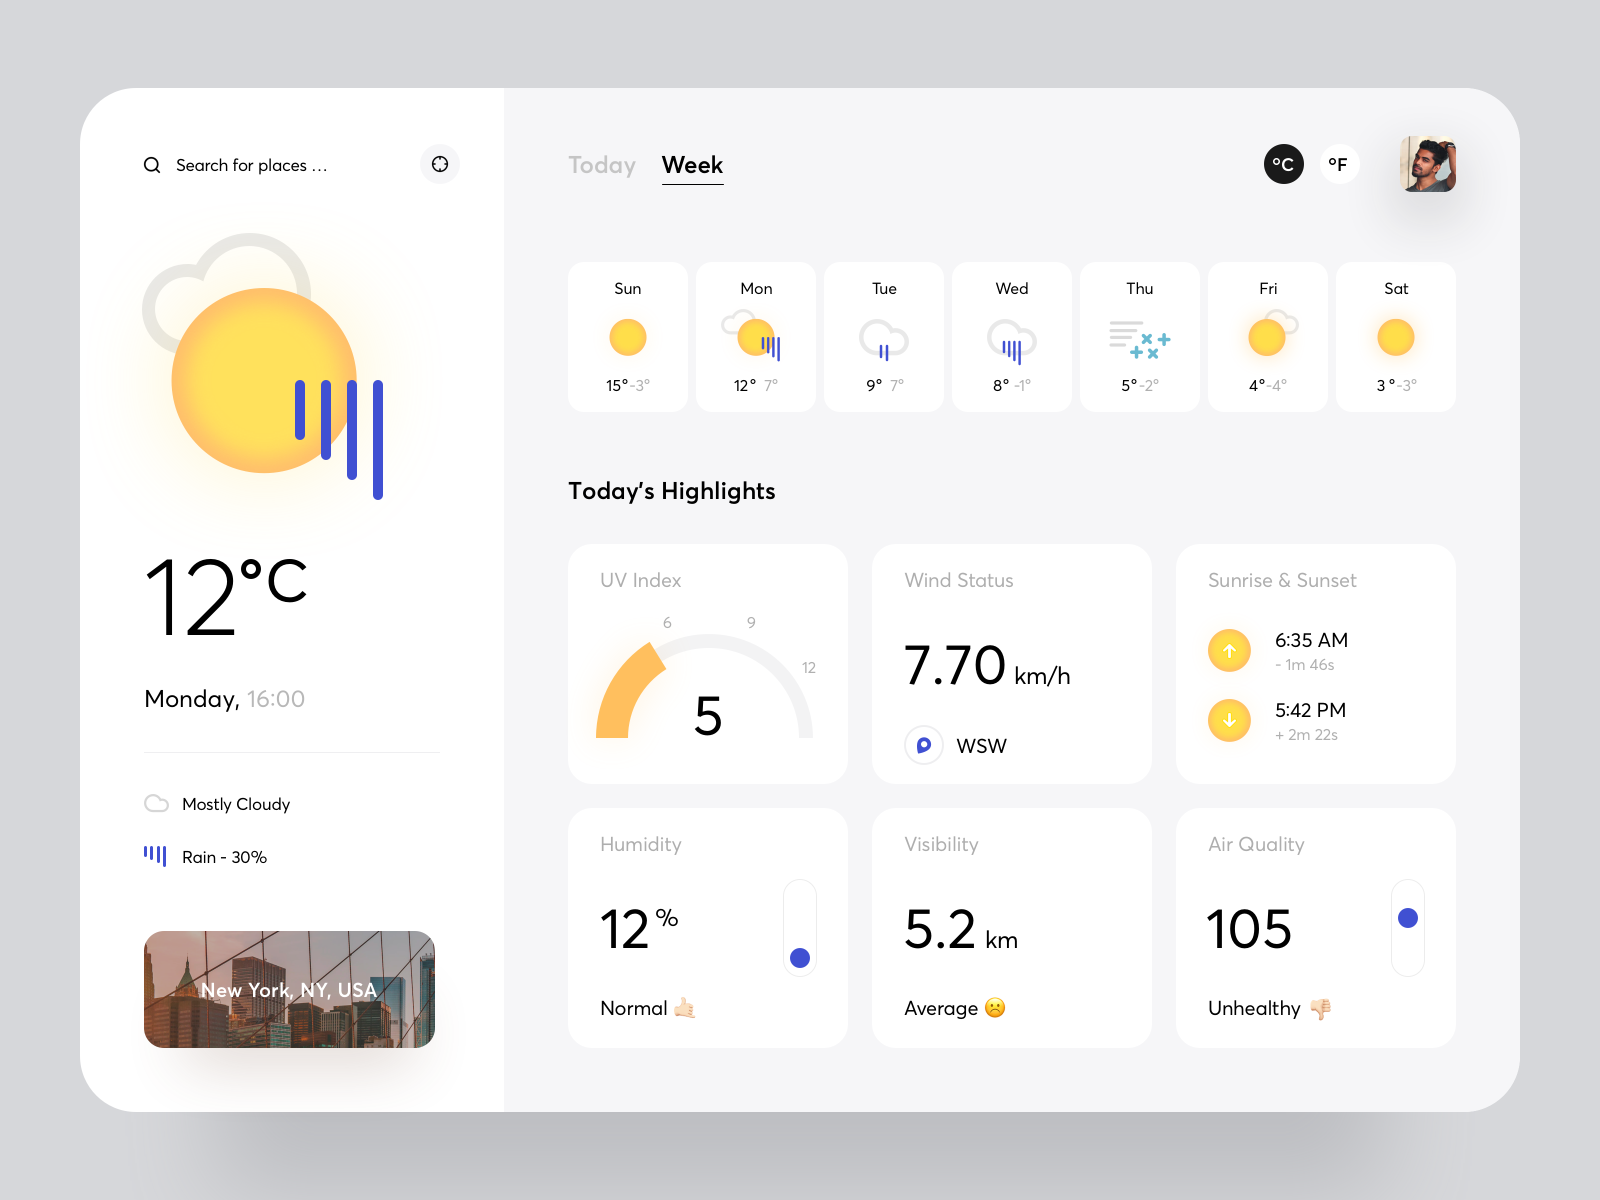 Search for places ...
12°C
Monday, 16:00
Mostly Cloudy
Rain - 30%
New York, NY, USA
Today Week
°C °F
Sun Mon Tue Wed Thu Fri Sat
15°-3° 12° 7° 9° 7° 8° -1° 5°-2° 4°-4° 3 °-3°
Today's Highlights
UV Index
6 9
12
5
Wind Status
7.70 km/h
WSW
Sunrise & Sunset
6:35 AM
- 1m 46s
5:42 PM
+ 2m 22s
Humidity
12 %
Normal 🤙🏻
Visibility
5.2 km
Average ☹️
Air Quality
105
Unhealthy 👎🏻